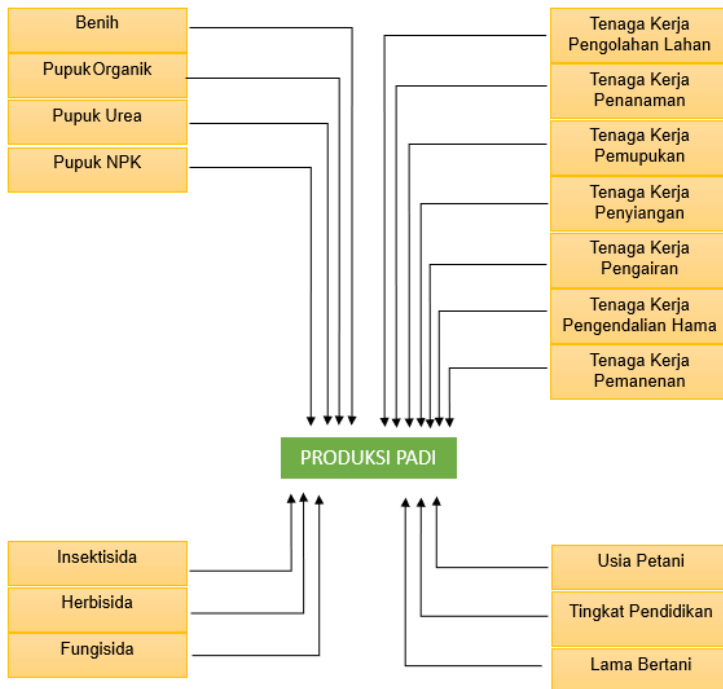 Benih
Pupuk Organik
Pupuk Urea
Pupuk NPK
Tenaga Kerja
Pengolahan Lahan
Tenaga Kerja
Penanaman
Tenaga Kerja
Pemupukan
Tenaga Kerja
Penyiangan
Tenaga Kerja
Pengairan
Tenaga Kerja
Pengendalian Hama
Tenaga Kerja
Pemanenan
PRODUKSI PADI
Insektisida
Herbisida
Fungisida
Usia Petani
Tingkat Pendidikan
Lama Bertani